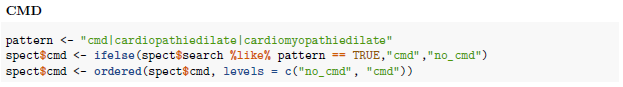 CMD
pattern <- "cmd|cardiopathiedilate|cardiomyopathiedilate"
spect$cmd <- ifelse(spect$search %like% pattern == TRUE,"cmd","no_cmd")
spect$cmd <- ordered(spect$cmd, levels = c("no_cmd", "cmd"))